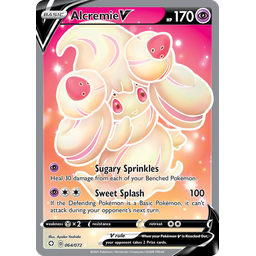 BASIC
Alcremie V
HP 170
Sugary Sprinkles
Heal 30 damage from each of your Benched Pokémon.
Sweet Splash 100
If the Defending Pokémon is a Basic Pokémon, it can't
attack during your opponent's next turn.
weakness ×2 resistance retreat
Illus. Ayaka Yoshida
V rule When your Pokémon V is Knocked Out,
your opponent takes 2 Prize cards.
064/072